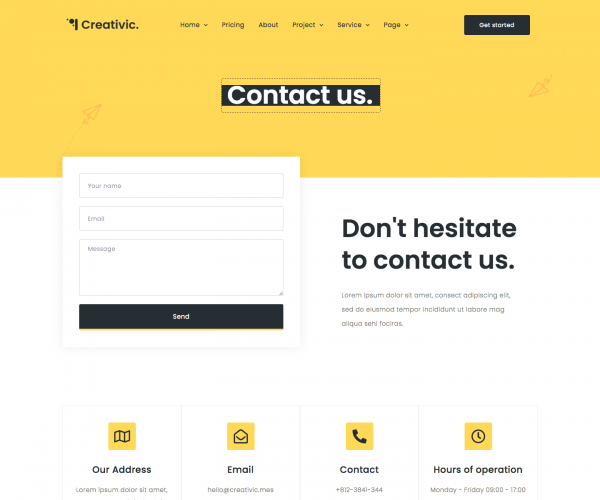 Creativic.
Home Pricing About Project Service Page
Get started
Contact us.
Your name
Email
Message
Send
Don't hesitate
to contact us.
Lorem ipsum dolor sit amet, consect adipiscing elit,
sed do eiusmod tempor incididunt ut labore mag
aliqua sehl fociras.
Our Address
Lorem ipsum dolor sit amet,
Email
hello@creativic.mes
Contact
+812-3841-344
Hours of operation
Monday - Friday 09:00 - 17:00